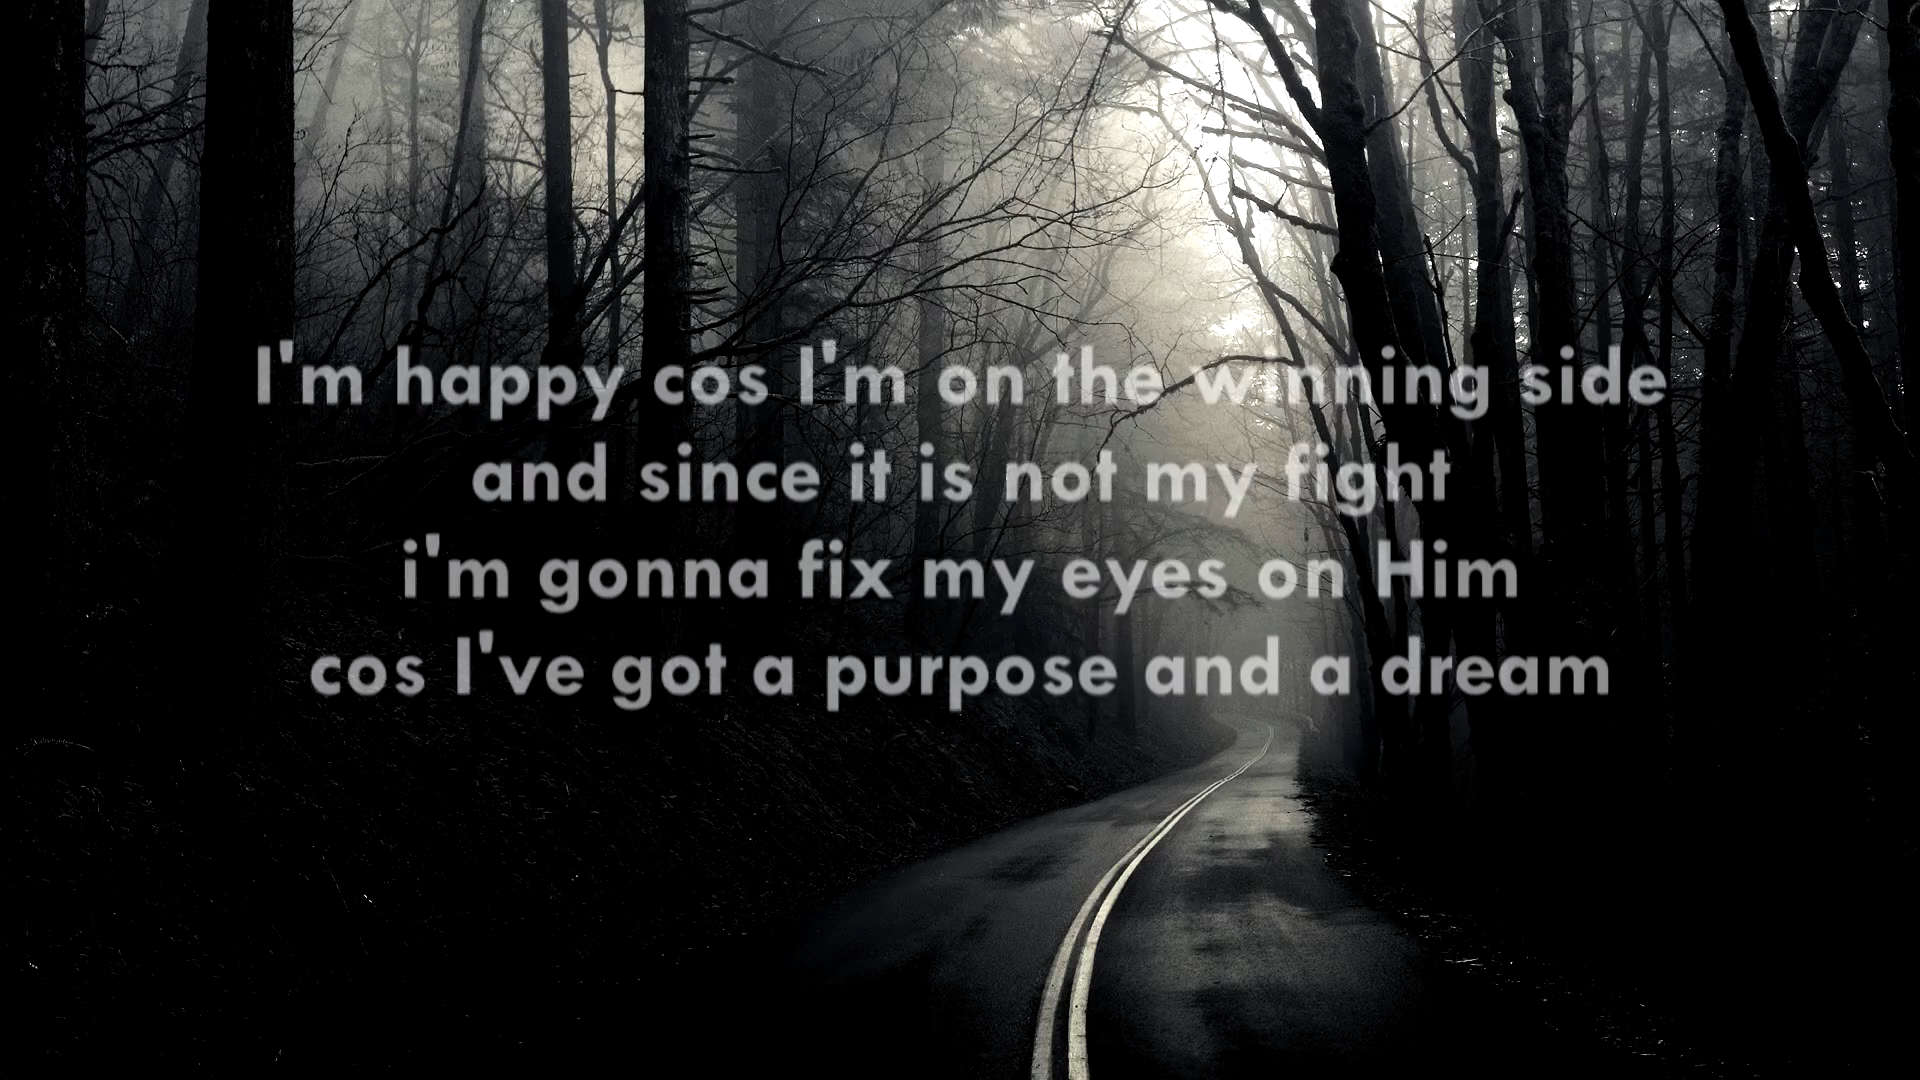 I'm happy cos I'm on the winning side
and since it is not my fight
i'm gonna fix my eyes on Him
cos I've got a purpose and a dream